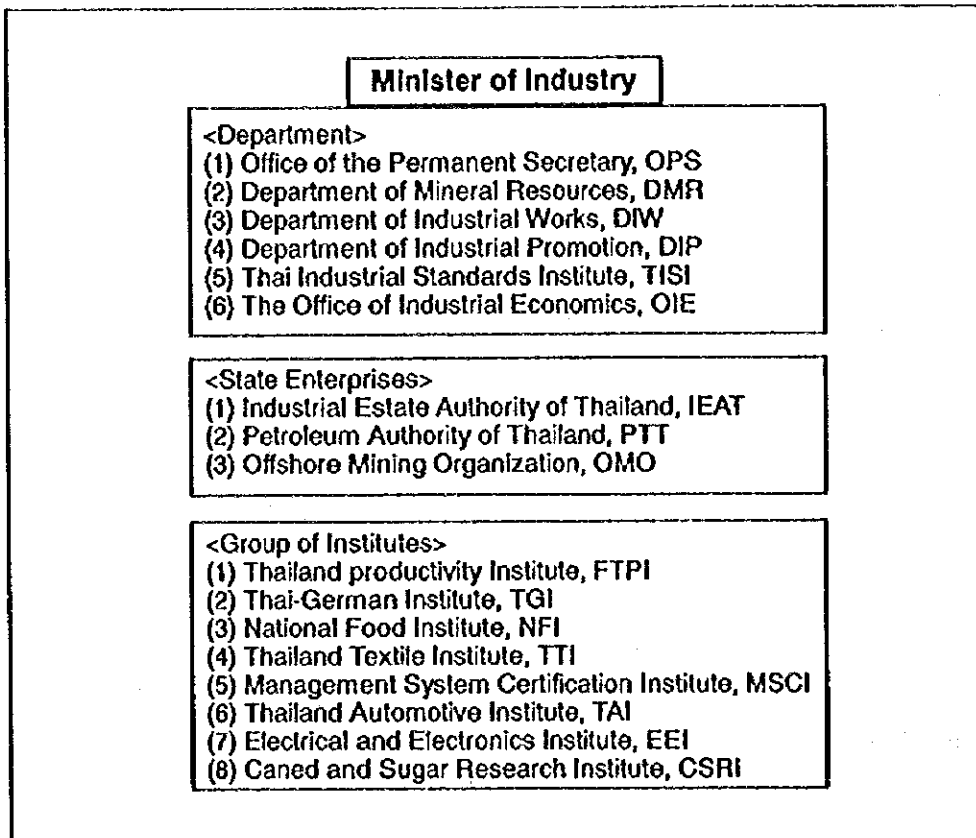 Minister of Industry
<Department>
(1) Office of the Permanent Secretary, OPS
(2) Department of Mineral Resources, DMR
(3) Department of Industrial Works, DIW
(4) Department of Industrial Promotion, DIP
(5) Thai Industrial Standards Institute, TISI
(6) The Office of Industrial Economics, OIE
<State Enterprises>
(1) Industrial Estate Authority of Thailand, IEAT
(2) Petroleum Authority of Thailand, PTT
(3) Offshore Mining Organization, OMO
<Group of Institutes>
(1) Thailand productivity Institute, FTPI
(2) Thai-German Institute, TGI
(3) National Food Institute, NFI
(4) Thailand Textile Institute, TTI
(5) Management System Certification Institute, MSCI
(6) Thailand Automotive Institute, TAI
(7) Electrical and Electronics Institute, EEI
(8) Caned and Sugar Research Institute, CSRI